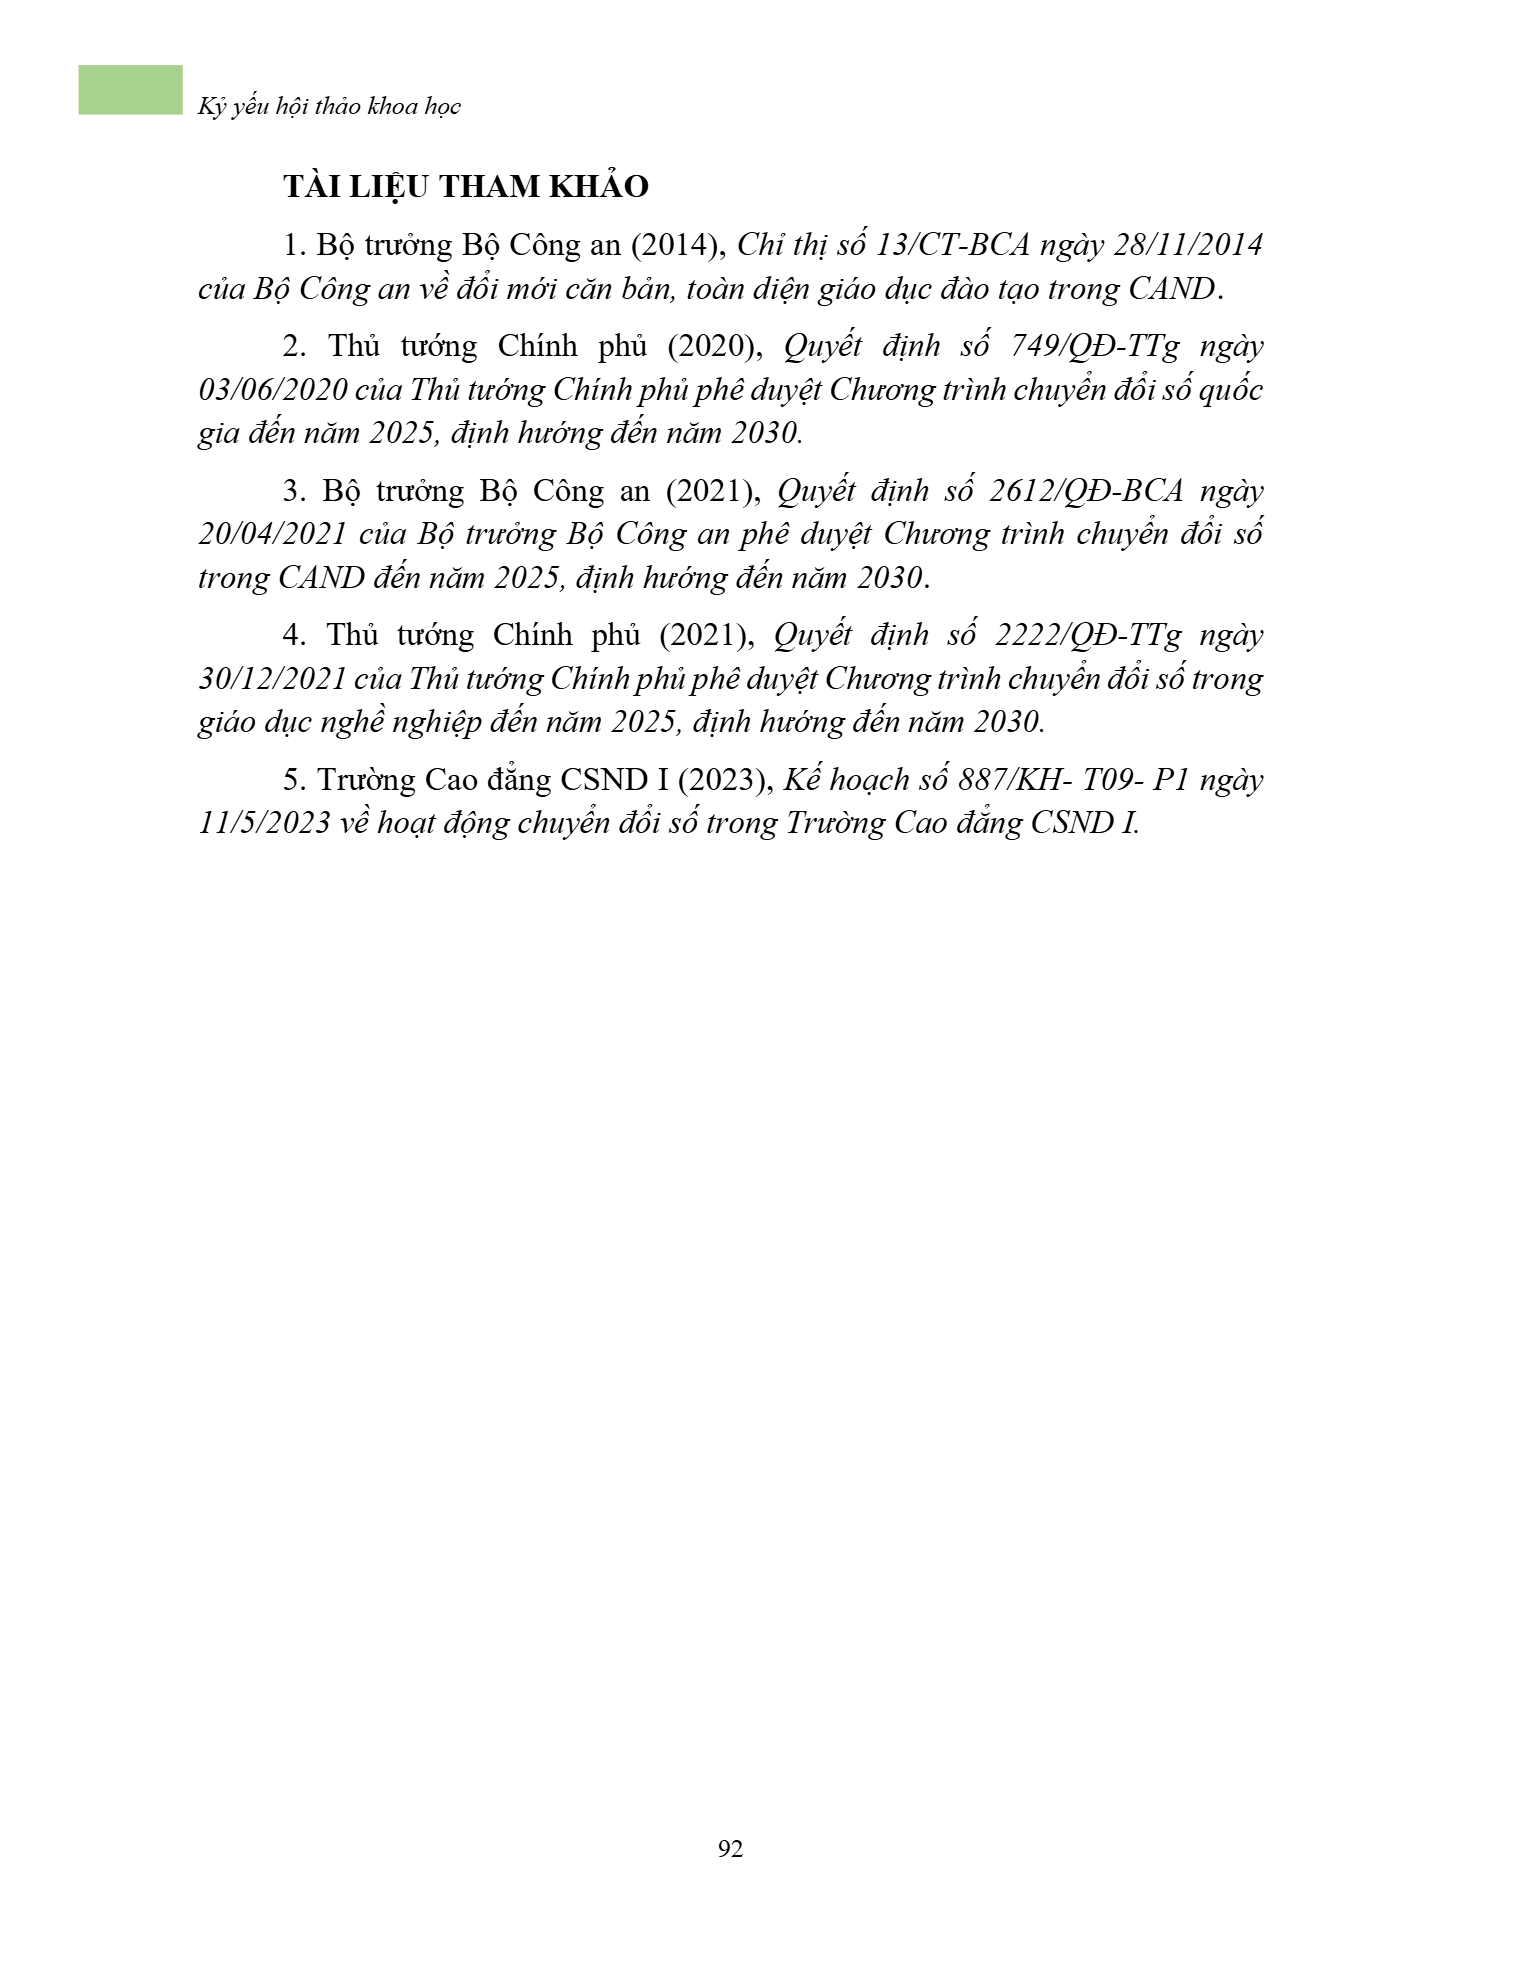 Kỷ yếu hội thảo khoa học
TÀI LIỆU THAM KHẢO
1. Bộ trưởng Bộ Công an (2014), Chỉ thị số 13/CT-BCA ngày 28/11/2014
của Bộ Công an về đổi mới căn bản, toàn diện giáo dục đào tạo trong CAND.
2. Thủ tướng Chính phủ (2020), Quyết định số 749/QĐ-TTg ngày
03/06/2020 của Thủ tướng Chính phủ phê duyệt Chương trình chuyển đổi số quốc
gia đến năm 2025, định hướng đến năm 2030.
3. Bộ trưởng Bộ Công an (2021), Quyết định số 2612/QĐ-BCA ngày
20/04/2021 của Bộ trưởng Bộ Công an phê duyệt Chương trình chuyển đổi số
trong CAND đến năm 2025, định hướng đến năm 2030.
4. Thủ tướng Chính phủ (2021), Quyết định số 2222/QĐ-TTg ngày
30/12/2021 của Thủ tướng Chính phủ phê duyệt Chương trình chuyển đổi số trong
giáo dục nghề nghiệp đến năm 2025, định hướng đến năm 2030.
5. Trường Cao đẳng CSND I (2023), Kế hoạch số 887/KH- T09- P1 ngày
11/5/2023 về hoạt động chuyển đổi số trong Trường Cao đẳng CSND I.
92